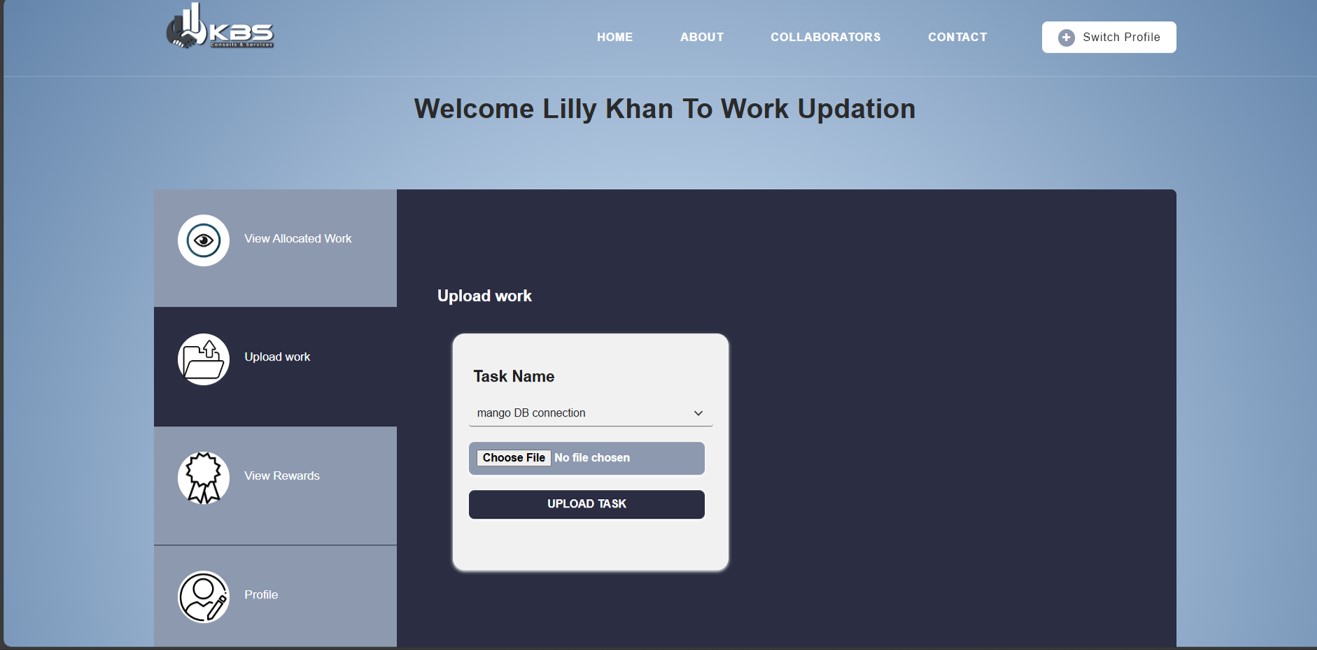 KBS
Conseils & Services
HOME ABOUT COLLABORATORS CONTACT Switch Profile
Welcome Lilly Khan To Work Updation
View Allocated Work
Upload work
View Rewards
Profile
Upload work
Task Name
mango DB connection
Choose File No file chosen
UPLOAD TASK